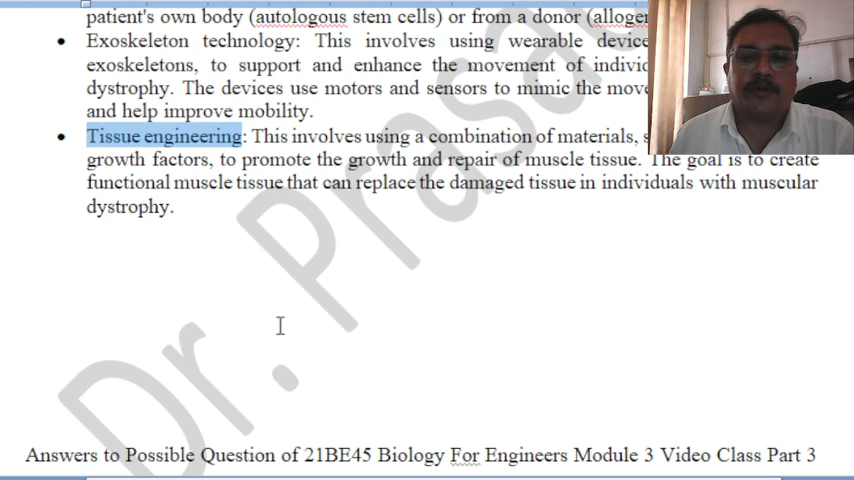 patient's own body (autologous stem cells) or from a donor (alloge
• Exoskeleton technology: This involves using wearable device
exoskeletons, to support and enhance the movement of indivi
dystrophy. The devices use motors and sensors to mimic the move
and help improve mobility.
• Tissue engineering: This involves using a combination of materials, s
growth factors, to promote the growth and repair of muscle tissue. The goal is to create
functional muscle tissue that can replace the damaged tissue in individuals with muscular
dystrophy.
Dr. Prasa
Answers to Possible Question of 21BE45 Biology For Engineers Module 3 Video Class Part 3